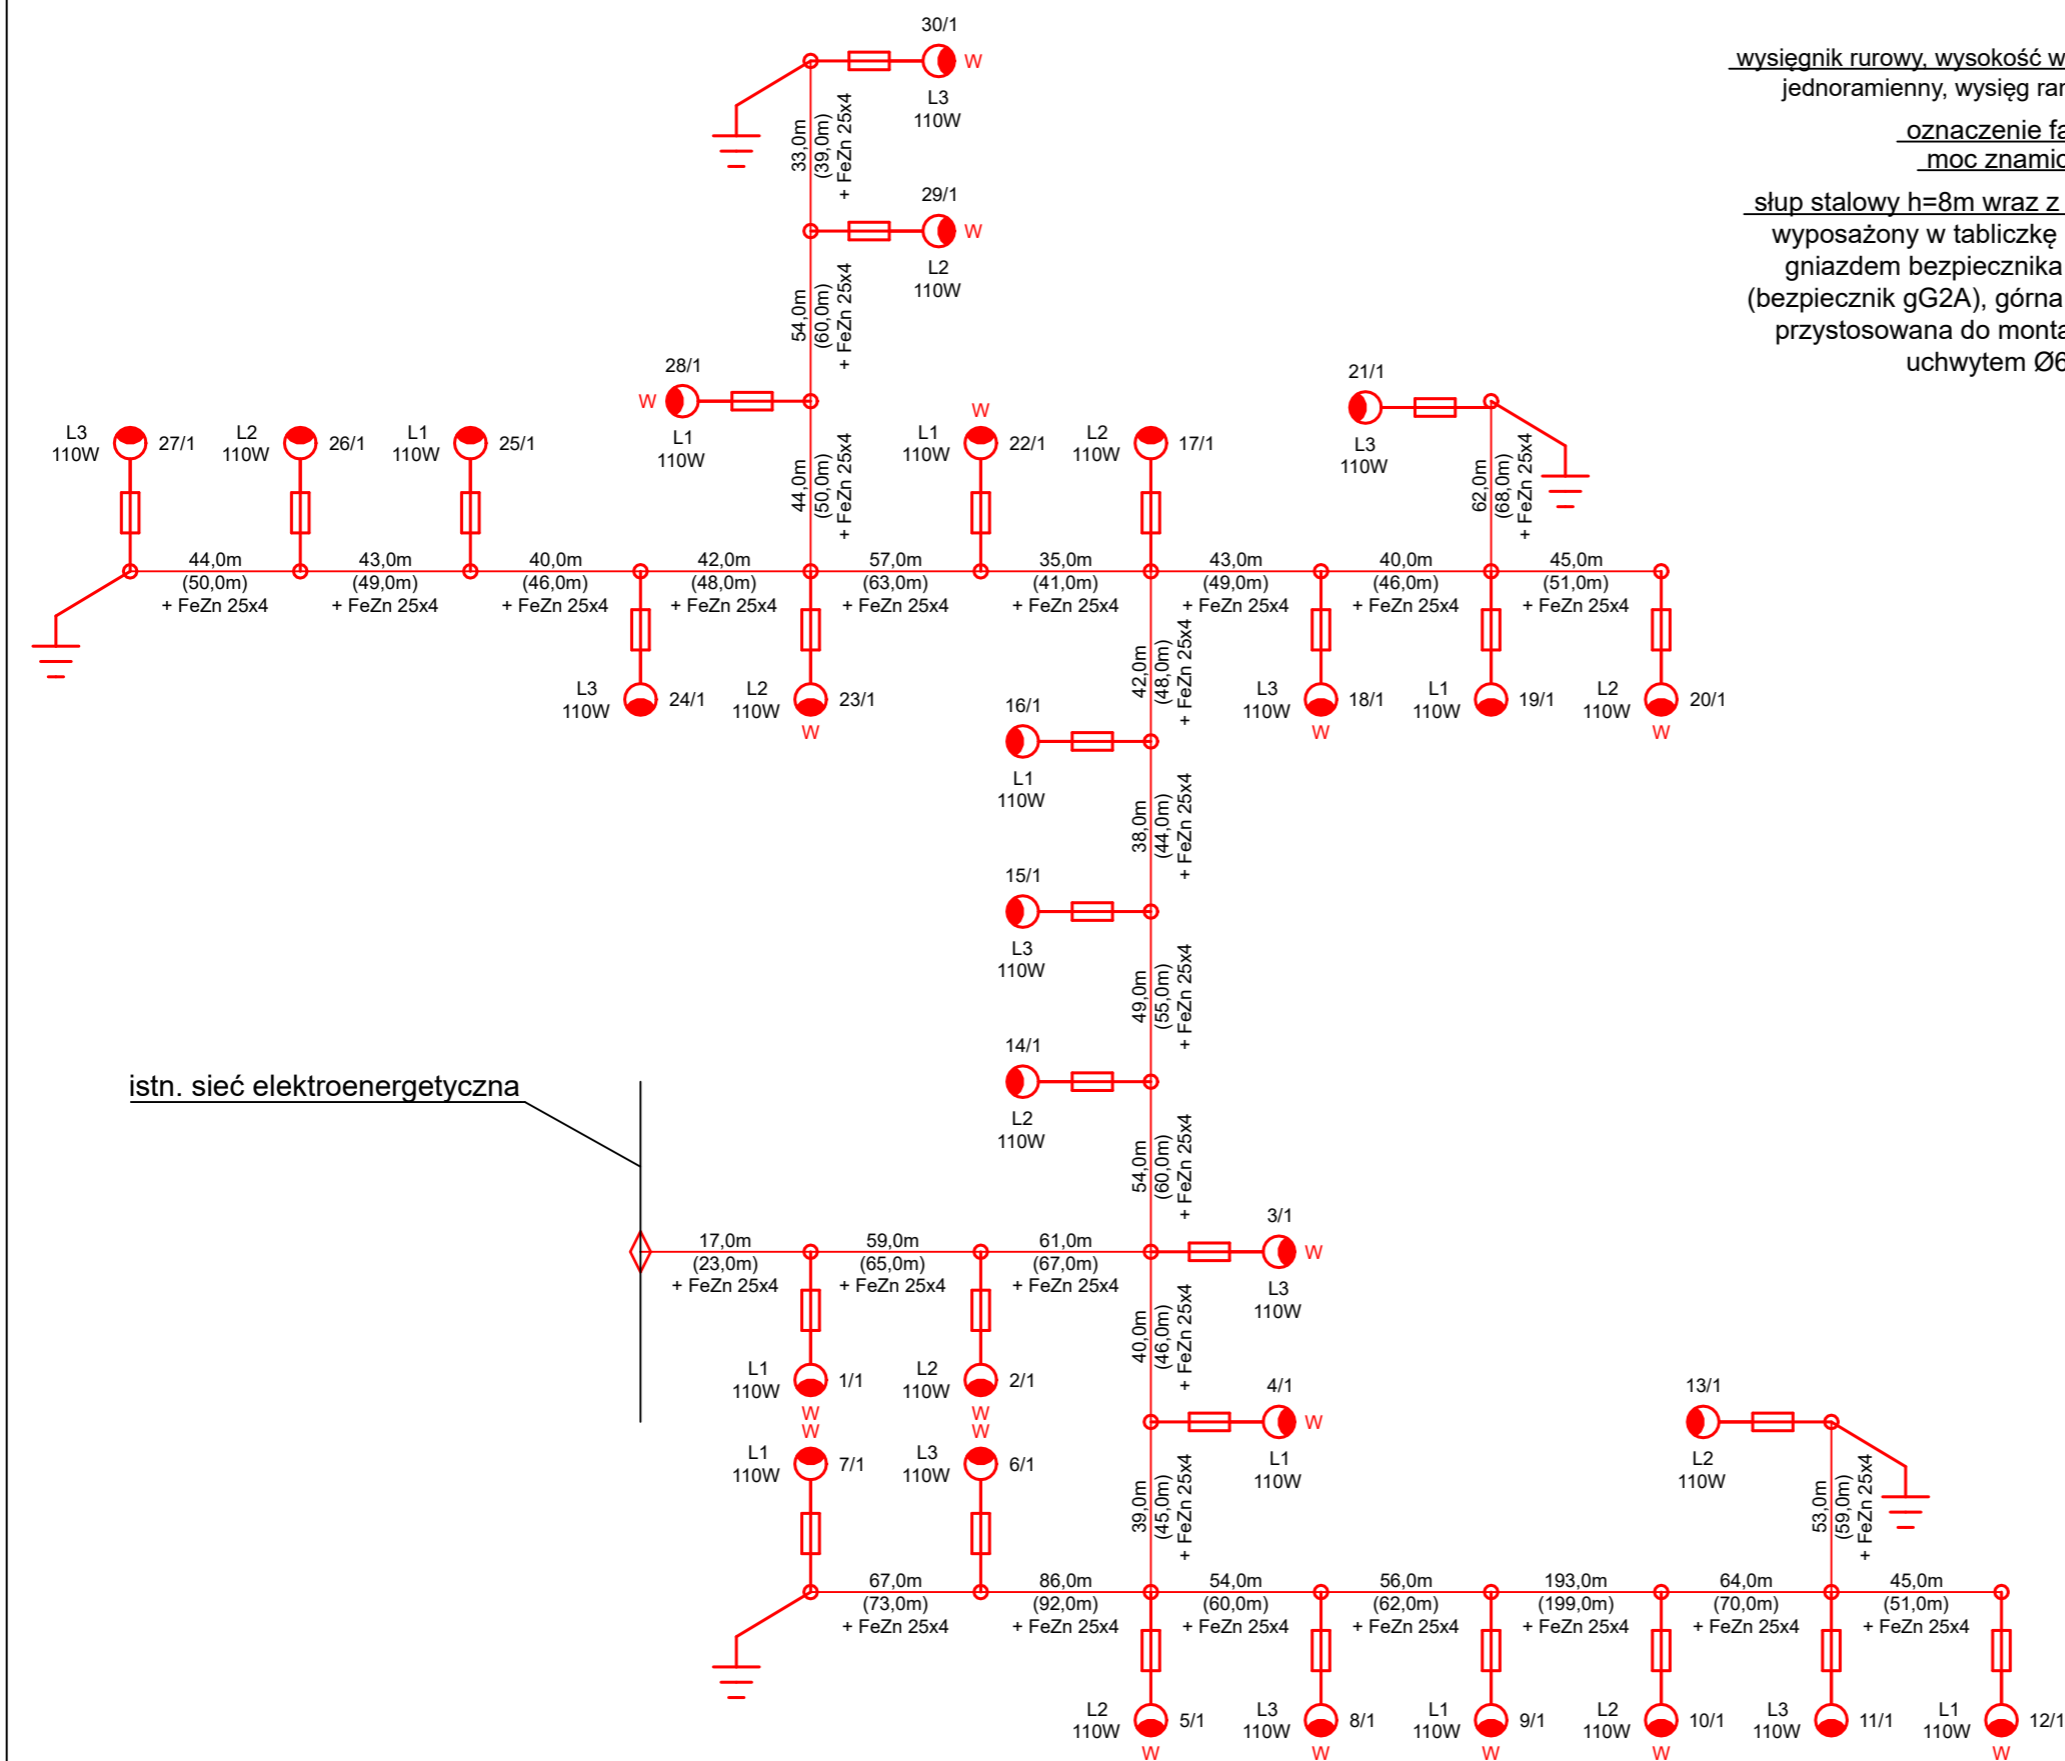 30/1
W
L3
110W
33,0m
(39,0m)
+ FeZn 25x4
29/1
W
L2
110W
54,0m
(60,0m)
+ FeZn 25x4
28/1
W
L1
110W
44,0m
(50,0m)
+ FeZn 25x4
wysięgnik rurowy, wysokość w
jednoramienny, wysięg
oznaczenie
moc
słup stalowy h=8m wraz z
wyposażony w tabliczkę
gniazdem bezpiecznika
(bezpiecznik gG2A), górna
przystosowana do
uchwytem
21/1
L3
110W
62,0m
(68,0m)
+ FeZn 25x4
L3
110W
27/1
L2
110W
26/1
L1
110W
25/1
W
L1
110W
22/1
L2
110W
17/1
44,0m
(50,0m)
+ FeZn 25x4
43,0m
(49,0m)
+ FeZn 25x4
40,0m
(46,0m)
+ FeZn 25x4
42,0m
(48,0m)
+ FeZn 25x4
57,0m
(63,0m)
+ FeZn 25x4
35,0m
(41,0m)
+ FeZn 25x4
43,0m
(49,0m)
+ FeZn 25x4
40,0m
(46,0m)
+ FeZn 25x4
45,0m
(51,0m)
+ FeZn 25x4
L3
110W
24/1
L2
110W
23/1
W
L3
110W
18/1
W
L1
110W
19/1
L2
110W
20/1
W
42,0m
(48,0m)
+ FeZn 25x4
16/1
L1
110W
38,0m
(44,0m)
+ FeZn 25x4
15/1
L3
110W
49,0m
(55,0m)
+ FeZn 25x4
14/1
L2
110W
54,0m
(60,0m)
+ FeZn 25x4
istn. sieć elektroenergetyczna
17,0m
(23,0m)
+ FeZn 25x4
59,0m
(65,0m)
+ FeZn 25x4
61,0m
(67,0m)
+ FeZn 25x4
3/1
W
L3
110W
L1
110W
1/1
W
L2
110W
2/1
W
40,0m
(46,0m)
+ FeZn 25x4
4/1
W
L1
110W
W
L1
110W
7/1
W
L3
110W
6/1
39,0m
(45,0m)
+ FeZn 25x4
13/1
L2
110W
53,0m
(59,0m)
+ FeZn 25x4
67,0m
(73,0m)
+ FeZn 25x4
86,0m
(92,0m)
+ FeZn 25x4
54,0m
(60,0m)
+ FeZn 25x4
56,0m
(62,0m)
+ FeZn 25x4
193,0m
(199,0m)
+ FeZn 25x4
64,0m
(70,0m)
+ FeZn 25x4
45,0m
(51,0m)
+ FeZn 25x4
L2
110W
5/1
W
L3
110W
8/1
W
L1
110W
9/1
W
L2
110W
10/1
W
L3
110W
11/1
L1
110W
12/1
W